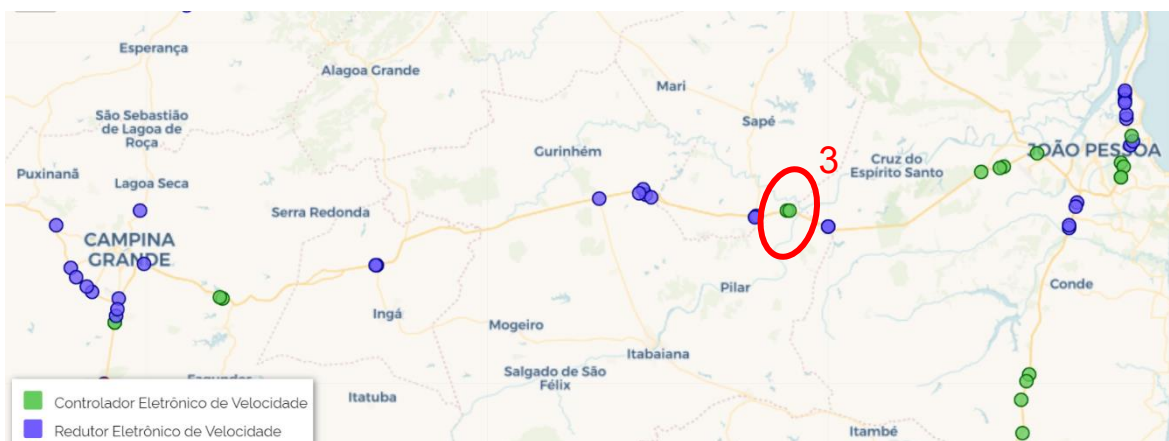 Esperança
Alagoa Grande
Mari
São Sebastião
de Lagoa de
Roça
Sapé
Gurinhém
JOÃO PESSOA
Cruz do
Espírito Santo
3
Puxinanã
Lagoa Seca
Serra Redonda
CAMPINA
GRANDE
Pilar
Conde
Ingá
Mogeiro
Itabaiana
Salgado de São
Félix
Fagundes
Itatuba
Itambé
Controlador Eletrônico de Velocidade
Redutor Eletrônico de Velocidade